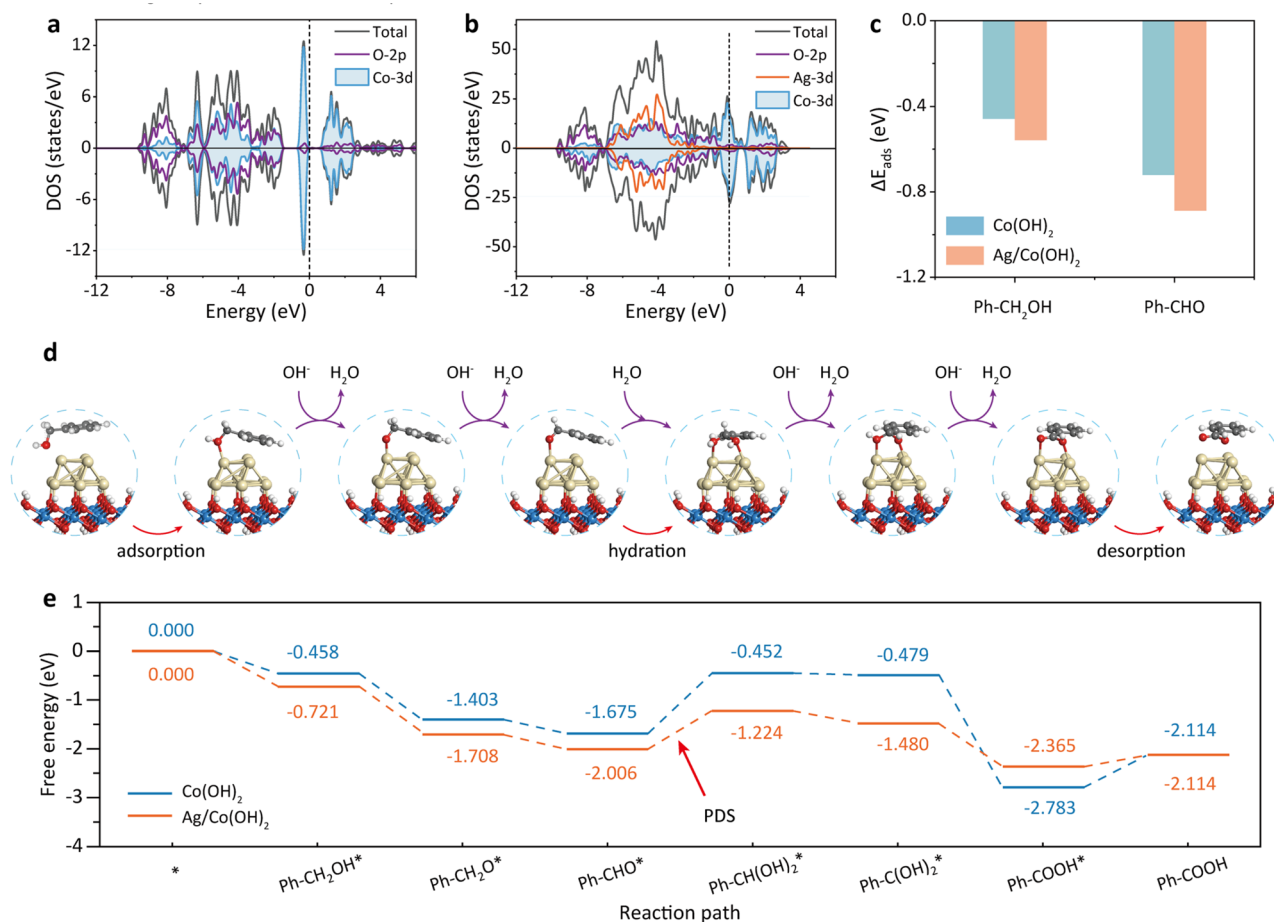 a
12
6
0
-6
-12
DOS (states/eV)
Total
O-2p
Co-3d
-12
-8
-4
0
4
Energy (eV)
b
50
25
0
-25
-50
DOS (states/eV)
Total
O-2p
Ag-3d
Co-3d
-12
-8
-4
0
4
Energy (eV)
c
0.0
-0.4
-0.8
-1.2
ΔE_ads (eV)
Co(OH)₂
Ag/Co(OH)₂
Ph-CH₂OH
Ph-CHO
d
OH⁻ H₂O
OH⁻ H₂O
H₂O
OH⁻ H₂O
OH⁻ H₂O
adsorption
hydration
desorption
e
1
0
-1
-2
-3
-4
Free energy (eV)
0.000
0.000
-0.458
-0.721
-1.403
-1.708
-1.675
-2.006
-0.452
-1.224
-0.479
-1.480
-2.365
-2.783
-2.114
-2.114
PDS
Co(OH)₂
Ag/Co(OH)₂
*
Ph-CH₂OH*
Ph-CH₂O*
Ph-CHO*
Ph-CH(OH)₂*
Ph-C(OH)₂*
Ph-COOH*
Ph-COOH
Reaction path